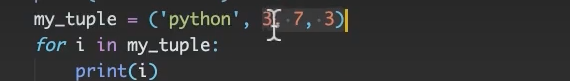 my_tuple = ('python', 3, 7, 3)
for i in my_tuple:
    print(i)